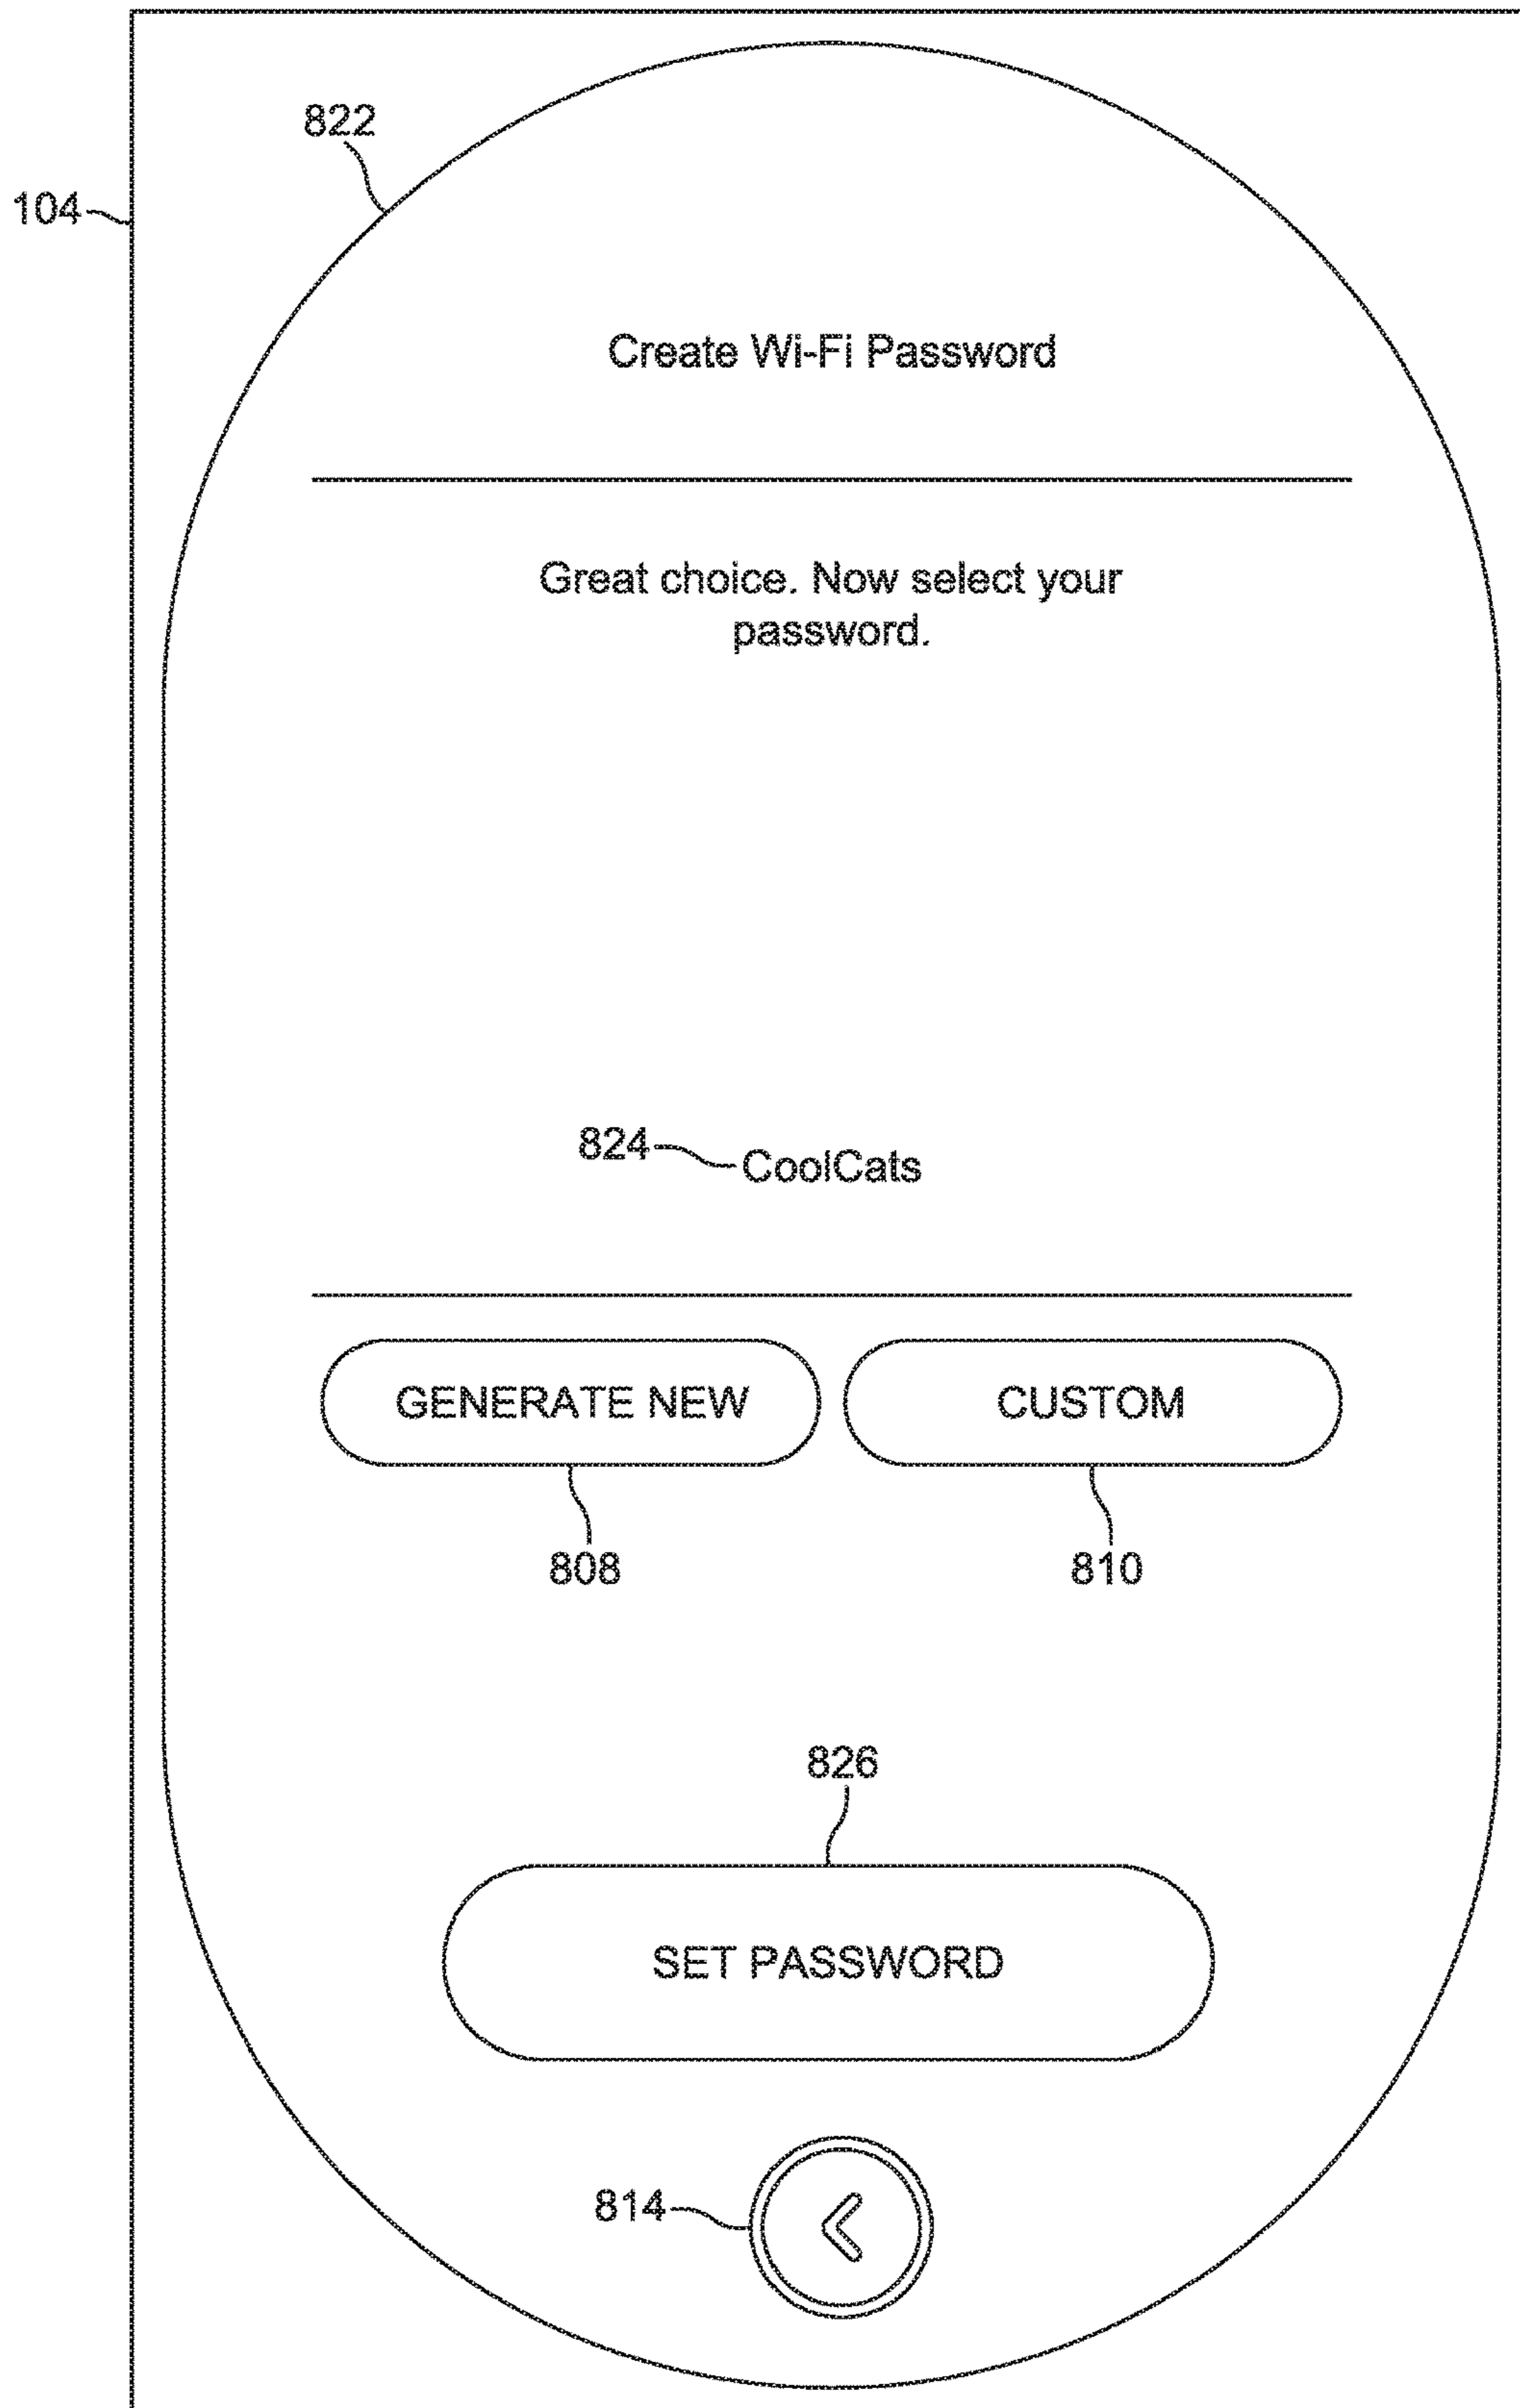 822
104
Create Wi-Fi Password
Great choice. Now select your
password.
824
CoolCats
GENERATE NEW
CUSTOM
808
810
826
SET PASSWORD
814